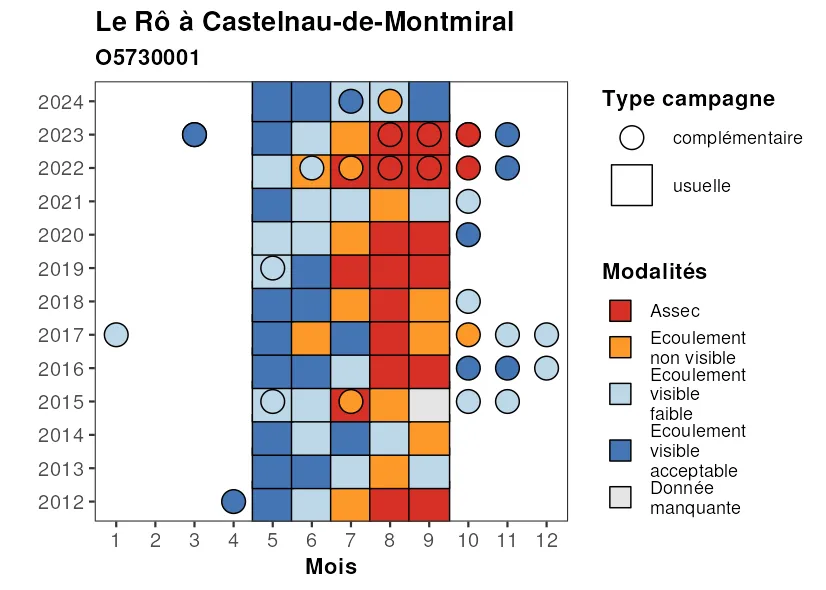 Le Rô à Castelnau-de-Montmiral
O5730001
2024
2023
2022
2021
2020
2019
2018
2017
2016
2015
2014
2013
2012
1 2 3 4 5 6 7 8 9 10 11 12
Mois
Type campagne
complémentaire
usuelle
Modalités
Assec
Ecoulement
non visible
Ecoulement
visible
faible
Ecoulement
visible
acceptable
Donnée
manquante